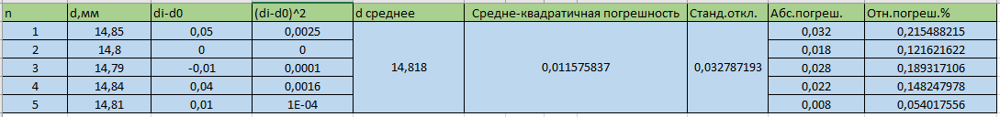 n d,мм di-d0 (di-d0)^2 d среднее Средне-квадратичная погрешность Станд.откл. Абс.погреш. Отн.погреш.%
1 14,85 0,05 0,0025 14,818 0,011575837 0,032787193 0,032 0,215488215
2 14,8 0 0 0,018 0,121621622
3 14,79 -0,01 0,0001 0,028 0,189317106
4 14,84 0,04 0,0016 0,022 0,148247978
5 14,81 0,01 1E-04 0,008 0,054017556